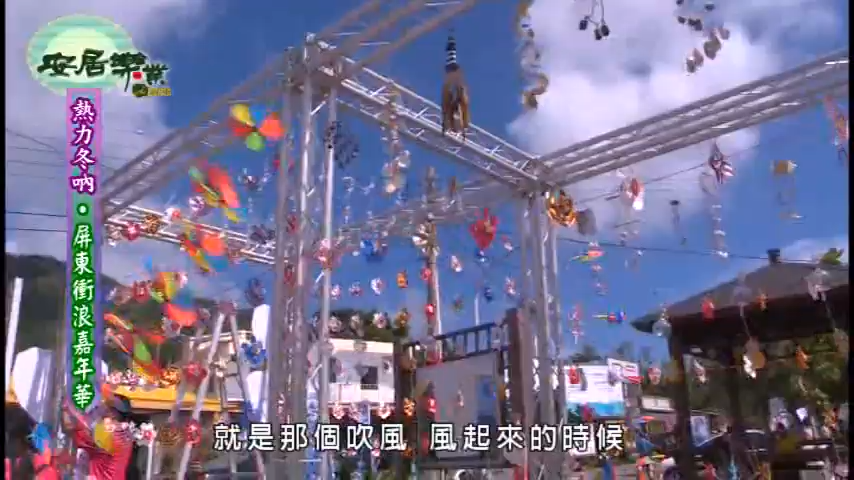 安居樂業
熱力冬吶•屏東衝浪嘉年華
就是那個吹風 風起來的時候